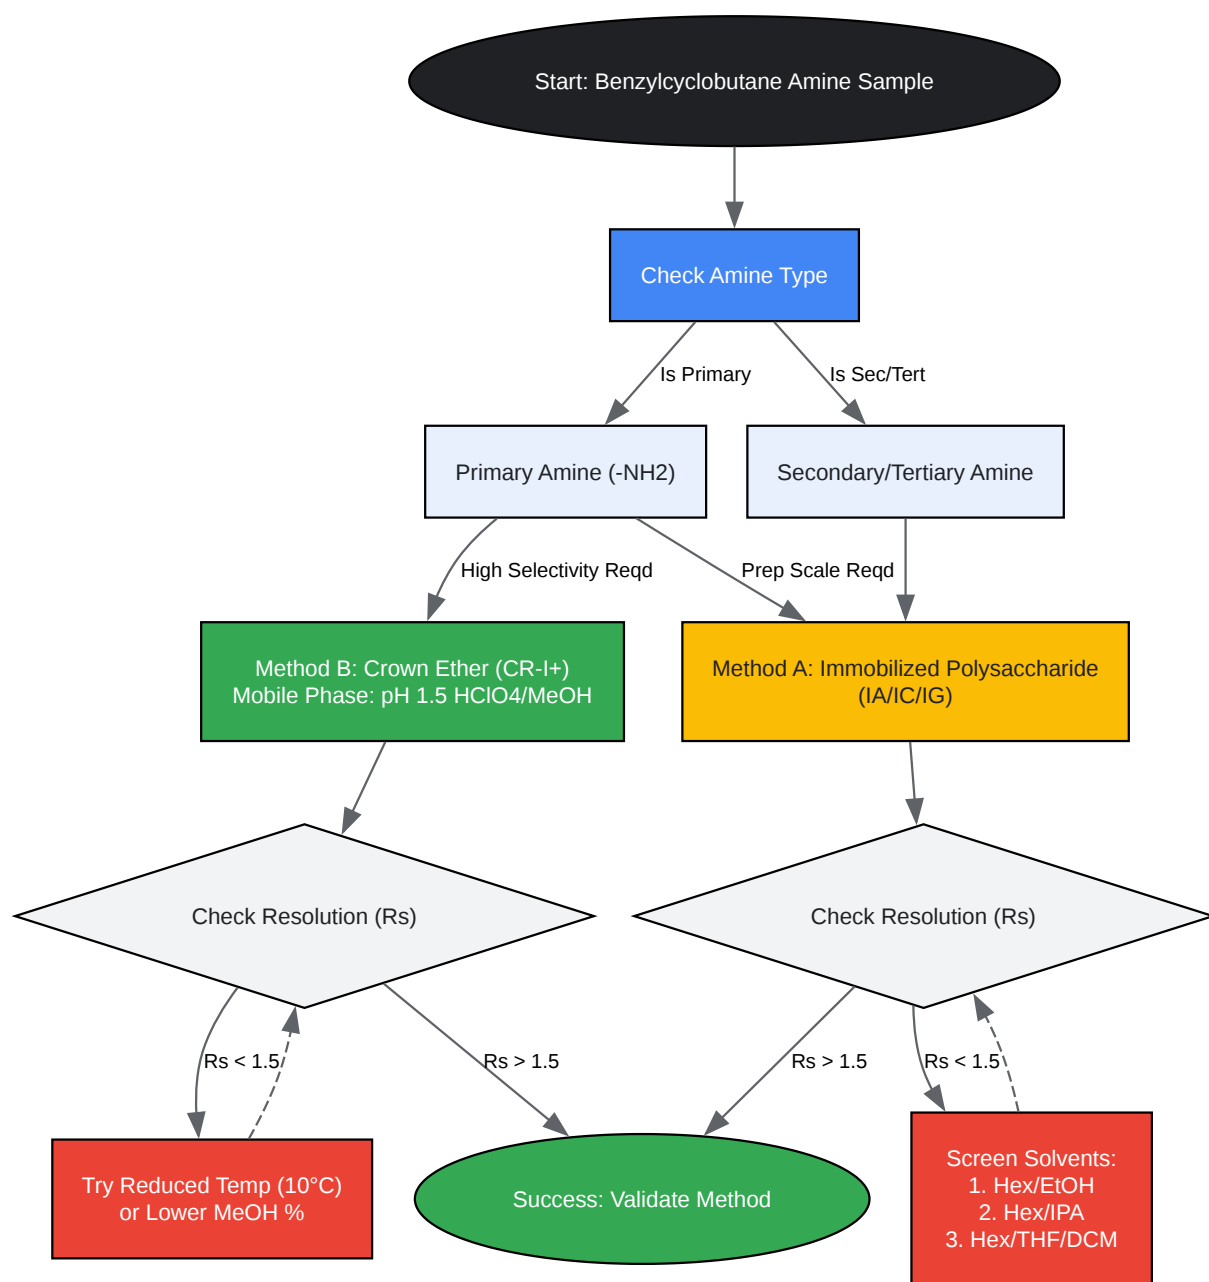 Start: Benzylcyclobutane Amine Sample
Check Amine Type
Is Primary
Is Sec/Tert
Primary Amine (-NH2)
Secondary/Tertiary Amine
High Selectivity Reqd
Prep Scale Reqd
Method B: Crown Ether (CR-I+)
Mobile Phase: pH 1.5 HClO4/MeOH
Method A: Immobilized Polysaccharide
(IA/IC/IG)
Check Resolution (Rs)
Check Resolution (Rs)
Rs < 1.5
Rs > 1.5
Rs > 1.5
Rs < 1.5
Try Reduced Temp (10°C)
or Lower MeOH %
Success: Validate Method
Screen Solvents:
1. Hex/EtOH
2. Hex/IPA
3. Hex/THF/DCM